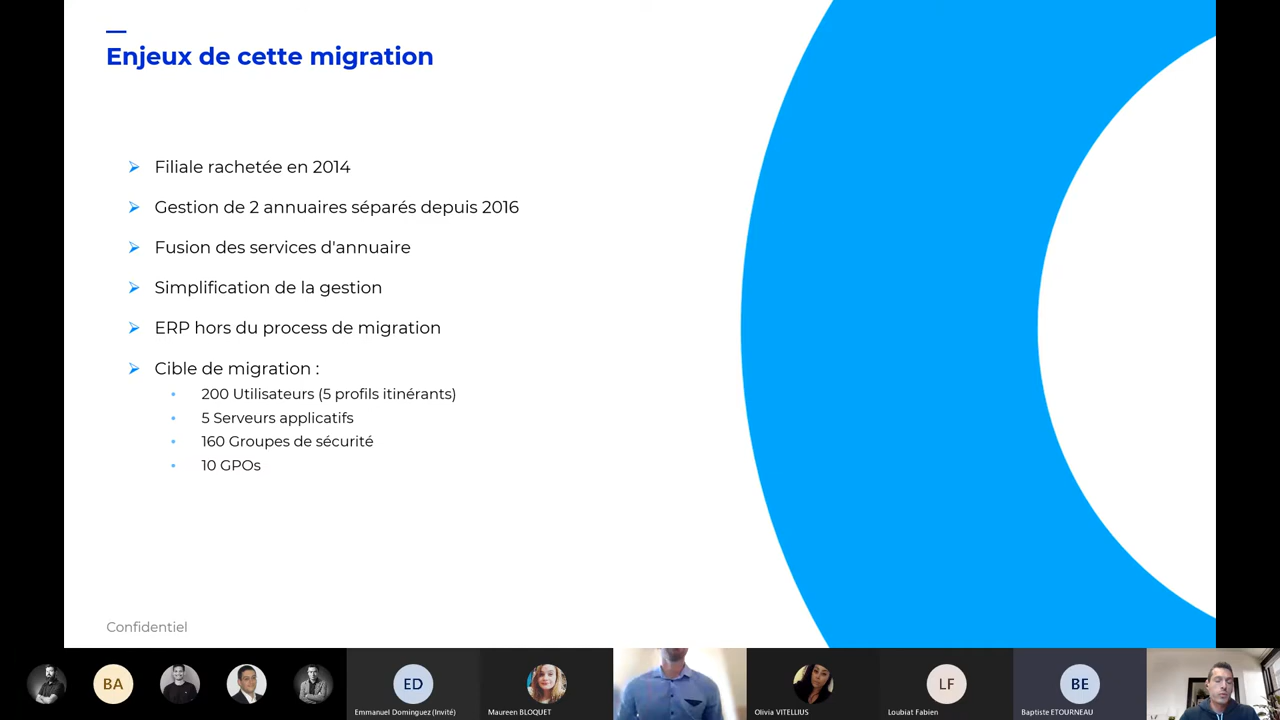 Enjeux de cette migration
Filiale rachetée en 2014
Gestion de 2 annuaires séparés depuis 2016
Fusion des services d'annuaire
Simplification de la gestion
ERP hors du process de migration
Cible de migration :
200 Utilisateurs (5 profils itinérants)
5 Serveurs applicatifs
160 Groupes de sécurité
10 GPOs
Confidentiel
BA
ED
LF
BE
Emmanuel Dominguez (Invité)
Maureen BLOQUET
Olivia VITELLIUS
Loubiat Fabien
Baptiste ETOURNEAU